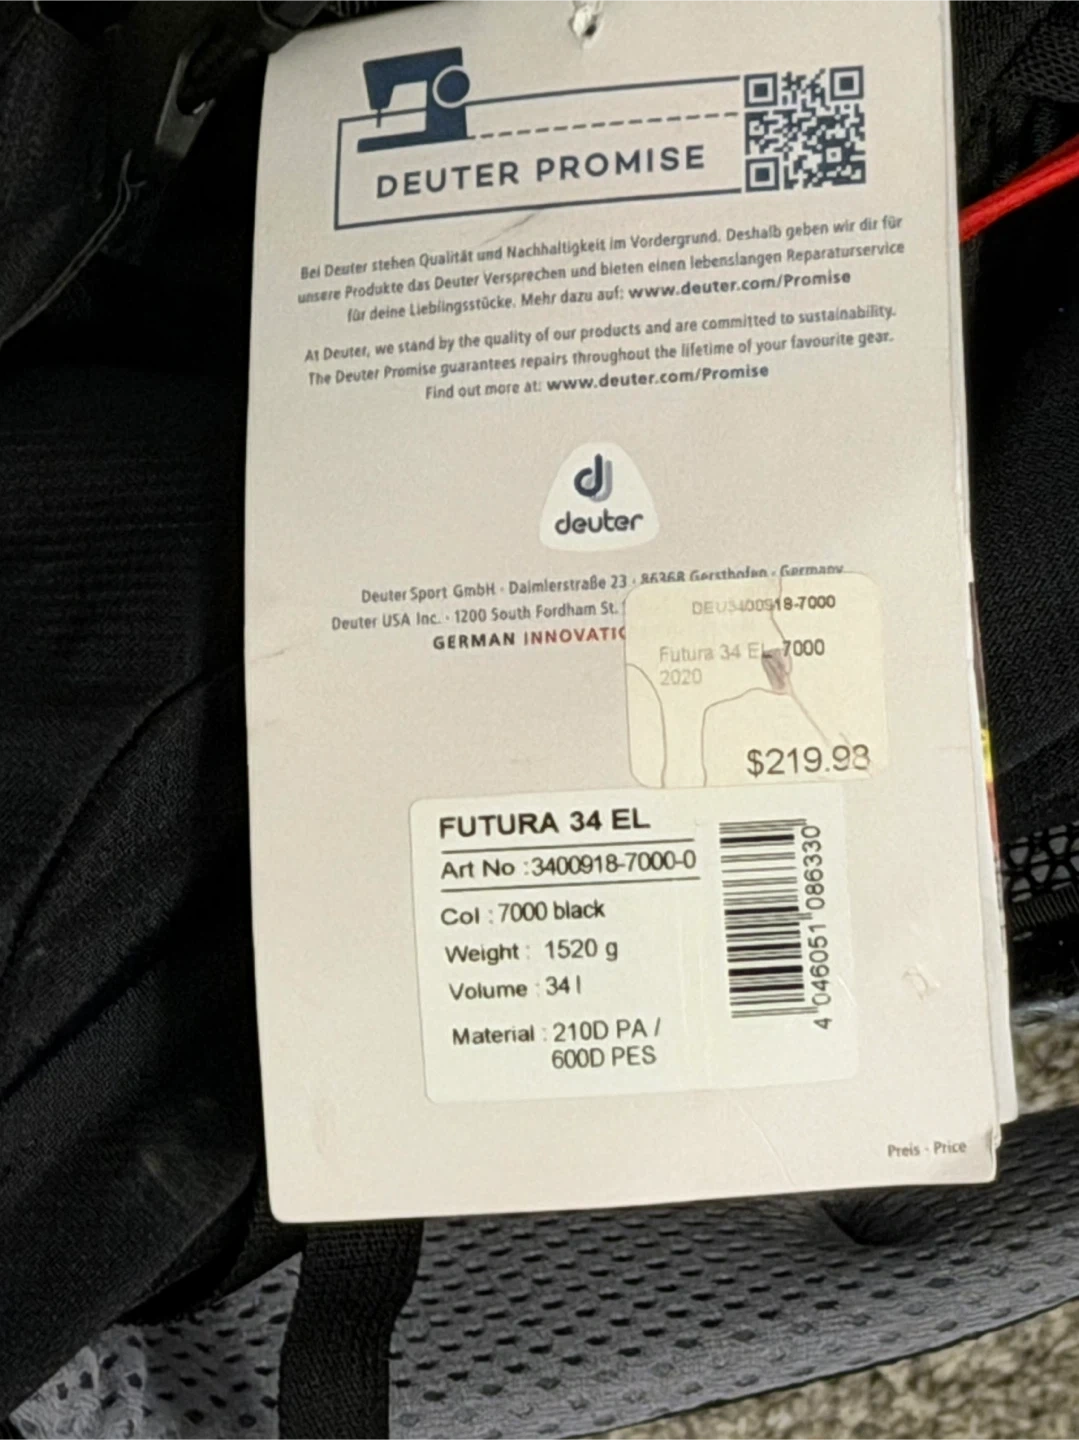 DEUTER PROMISE
Bei Deuter stehen Qualität und Nachhaltigkeit im Vordergrund. Deshalb geben wir dir für
unsere Produkte das Deuter Versprechen und bieten einen lebenslangen Reparaturservice
für deine Lieblingsstücke. Mehr dazu auf: www.deuter.com/Promise
At Deuter, we stand by the quality of our products and are committed to sustainability.
The Deuter Promise guarantees repairs throughout the lifetime of your favourite gear.
Find out more at: www.deuter.com/Promise
deuter
Deuter Sport GmbH · Daimlerstraße 23 · 86368 Gersthofen · Germany
Deuter USA Inc. · 1200 South Fordham St.
GERMAN
DEU3400918-7000
Futura 34 EL 7000
2020
$219.98
FUTURA 34 EL
Art No : 3400918-7000-0
Col : 7000 black
Weight : 1520 g
Volume : 34 l
Material : 210D PA /
600D PES
4 046051 086330
Preis - Price